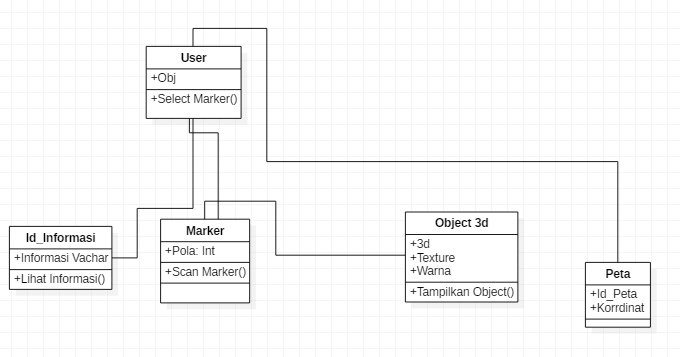 User
+Obj
+Select Marker()
Id_Informasi
+Informasi Vachar
+Lihat Informasi()
Marker
+Pola: Int
+Scan Marker()
Object 3d
+3d
+Texture
+Warna
+Tampilkan Object()
Peta
+Id_Peta
+Korrdinat